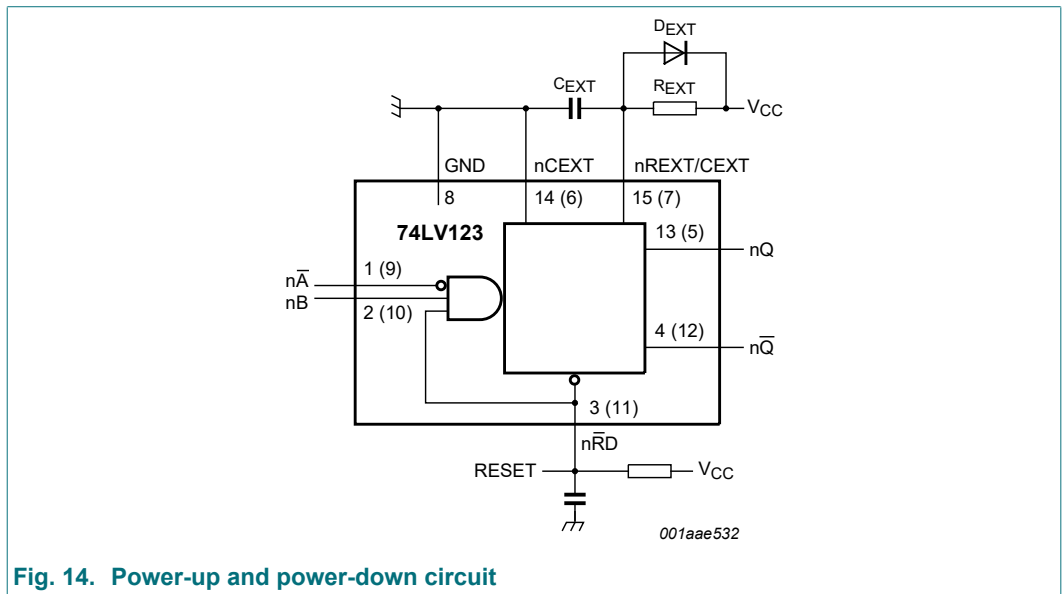 DEXT
CEXT
REXT
VCC
GND
nCEXT
nREXT/CEXT
8
14 (6)
15 (7)
74LV123
13 (5)
nQ
1 (9)
nA̅
nB
2 (10)
4 (12)
nQ̅
3 (11)
nR̅D
RESET
VCC
001aae532
Fig. 14. Power-up and power-down circuit